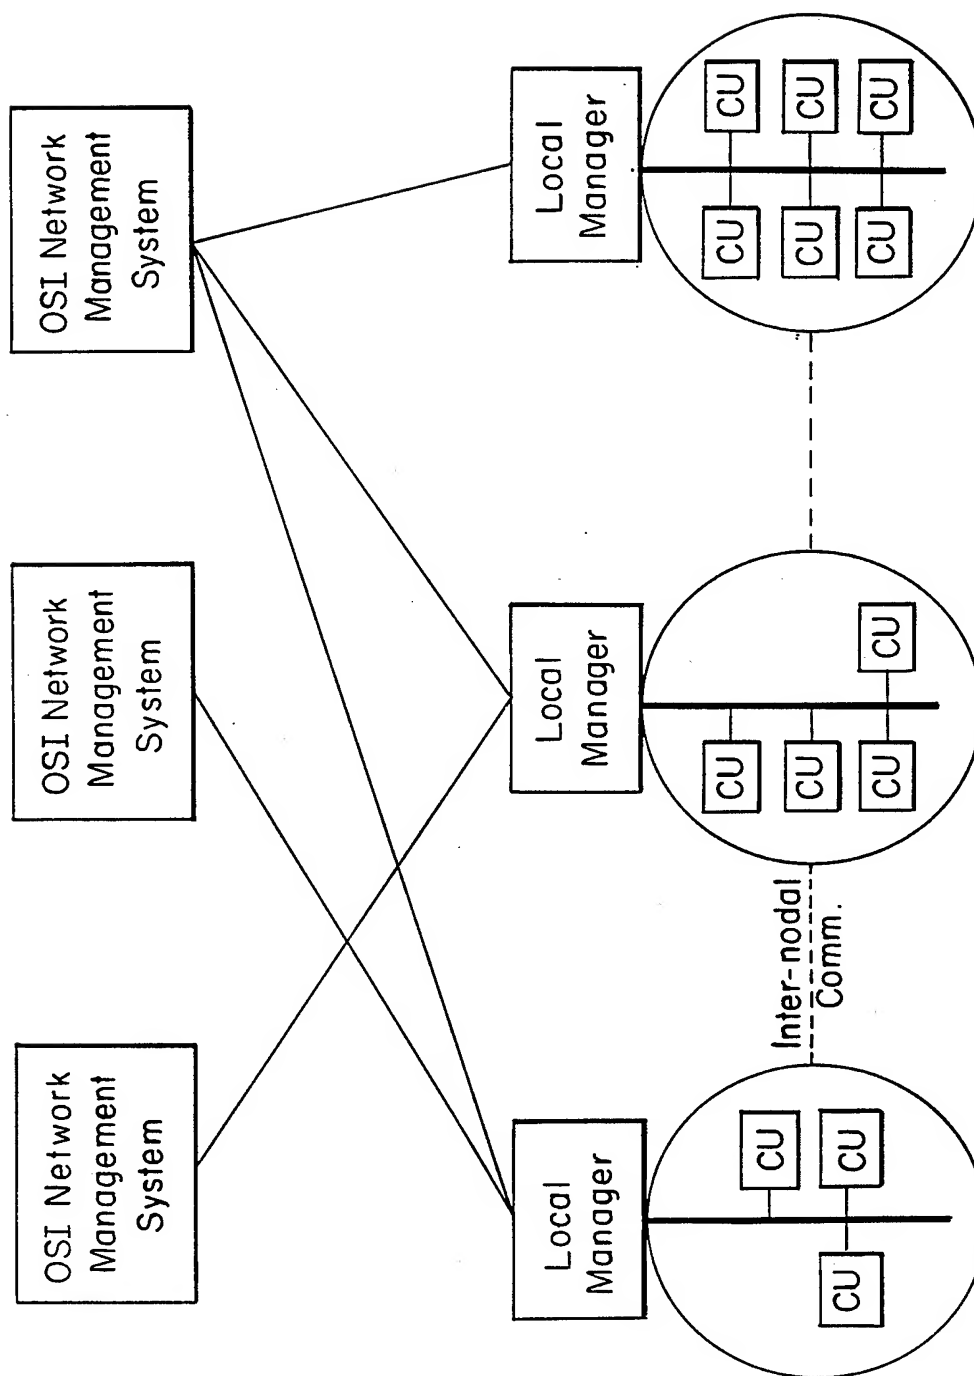 OSI Network
Management
System
OSI Network
Management
System
OSI Network
Management
System
Local
Manager
Local
Manager
Local
Manager
CU
CU CU
Inter-nodal
Comm.
CU
CU
CU CU
CU CU
CU CU
CU CU